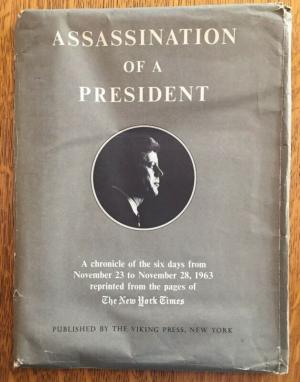 ASSASSINATION
OF A
PRESIDENT
A chronicle of the six days from
November 23 to November 28, 1963
reprinted from the pages of
The New York Times
PUBLISHED BY THE VIKING PRESS, NEW YORK